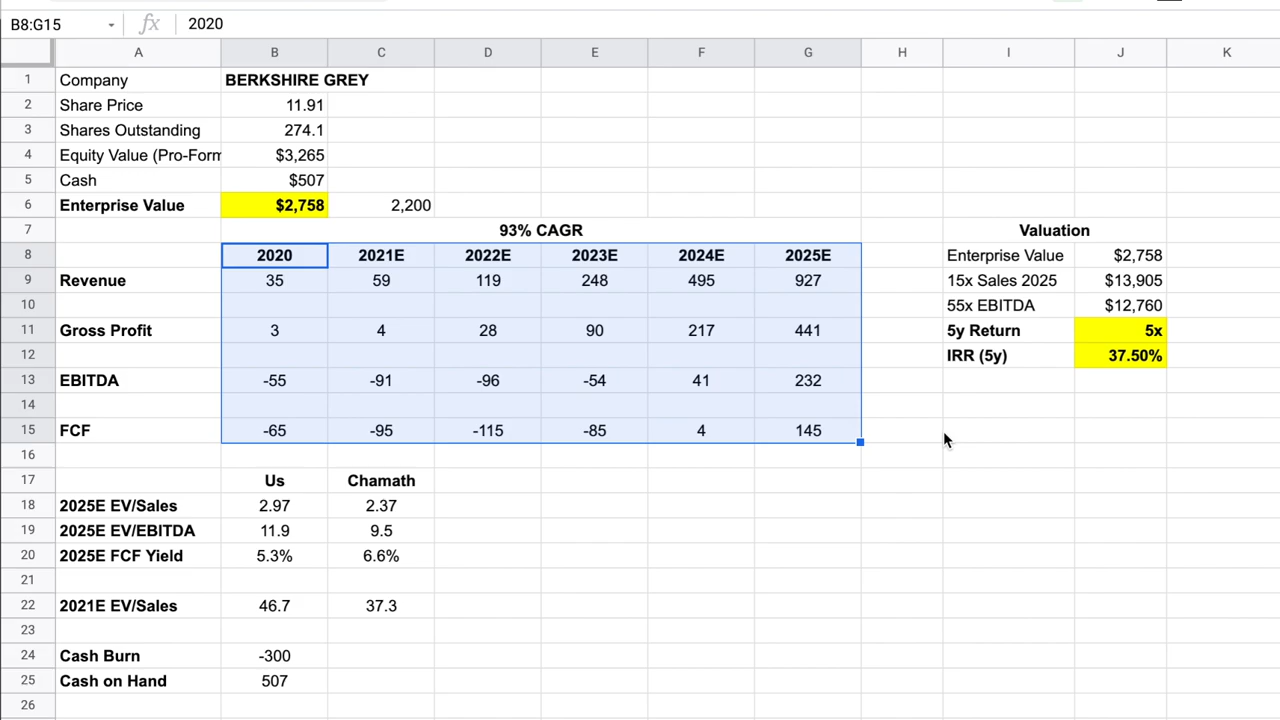 B8:G15 fx 2020
A B C D E F G H I J K
1 Company BERKSHIRE GREY
2 Share Price 11.91
3 Shares Outstanding 274.1
4 Equity Value (Pro-Form $3,265
5 Cash $507
6 Enterprise Value $2,758 2,200
7 93% CAGR Valuation
8 2020 2021E 2022E 2023E 2024E 2025E Enterprise Value $2,758
9 Revenue 35 59 119 248 495 927 15x Sales 2025 $13,905
10 55x EBITDA $12,760
11 Gross Profit 3 4 28 90 217 441 5y Return 5x
12 IRR (5y) 37.50%
13 EBITDA -55 -91 -96 -54 41 232
14
15 FCF -65 -95 -115 -85 4 145
16
17 Us Chamath
18 2025E EV/Sales 2.97 2.37
19 2025E EV/EBITDA 11.9 9.5
20 2025E FCF Yield 5.3% 6.6%
21
22 2021E EV/Sales 46.7 37.3
23
24 Cash Burn -300
25 Cash on Hand 507
26